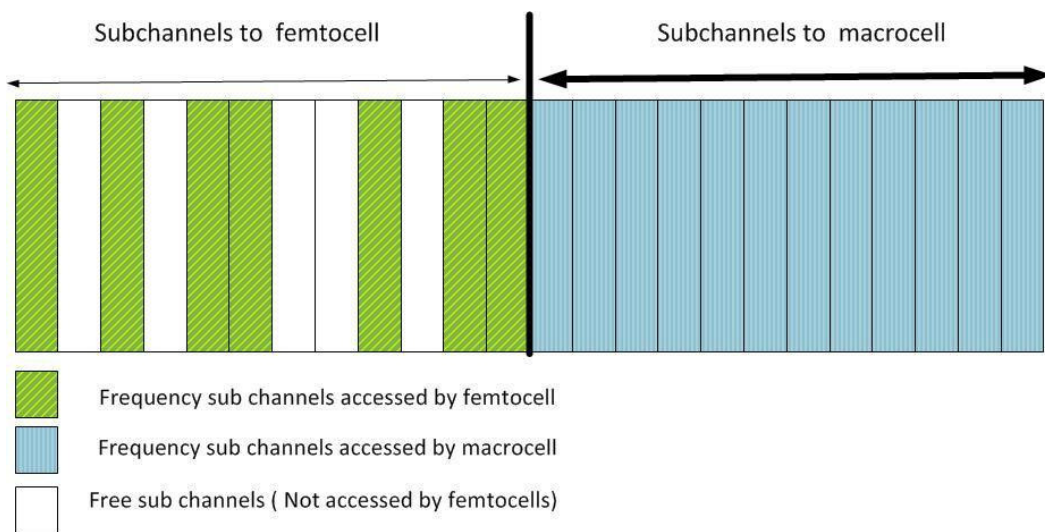 Subchannels to femtocell
Subchannels to macrocell
Frequency sub channels accessed by femtocell
Frequency sub channels accessed by macrocell
Free sub channels ( Not accessed by femtocells)